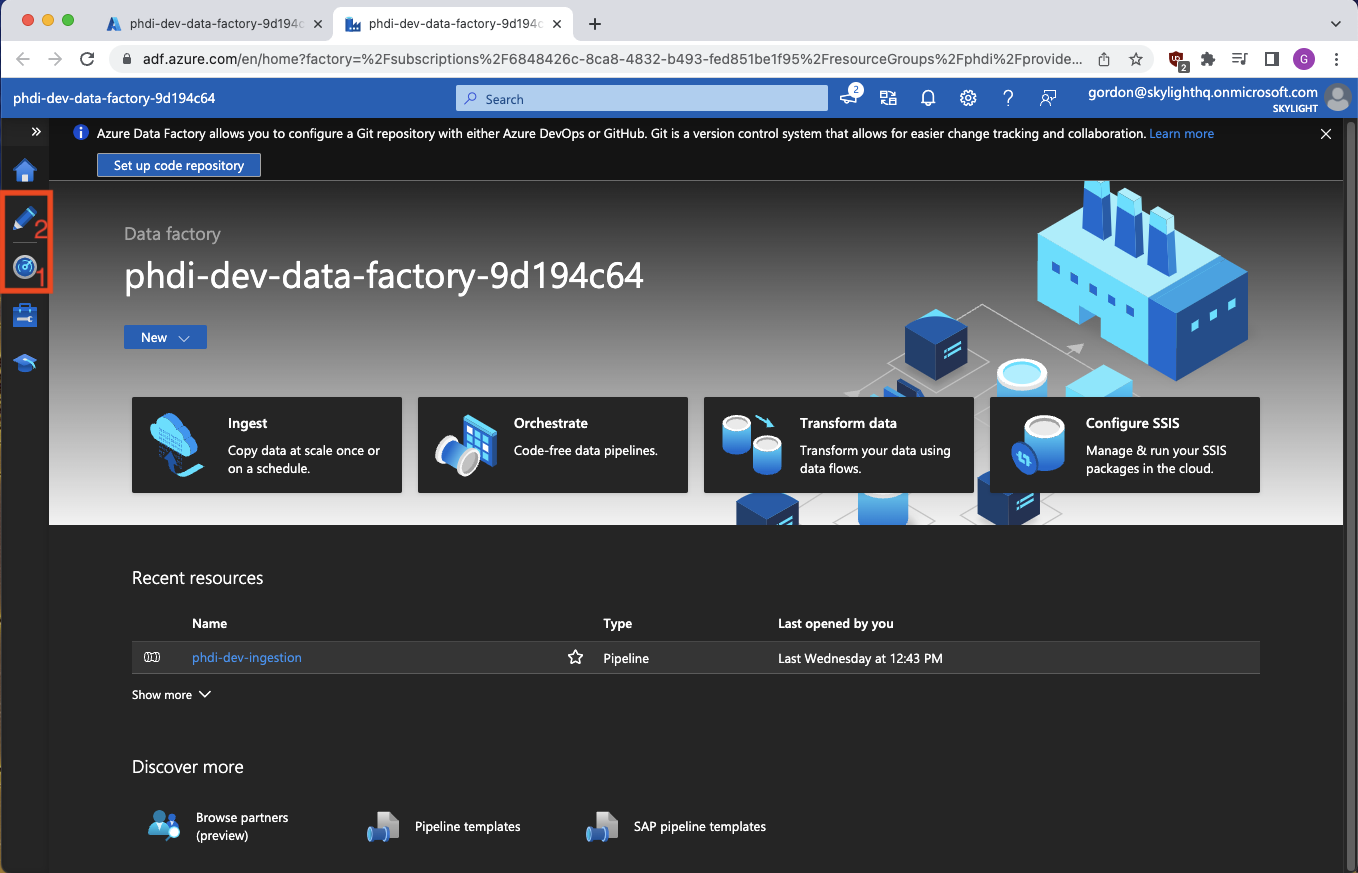 phdi-dev-data-factory-9d194c
phdi-dev-data-factory-9d194c
adf.azure.com/en/home?factory=%2Fsubscriptions%2F6848426c-8ca8-4832-b493-fed851be1f95%2FresourceGroups%2Fphdi%2Fprovide...
2
G
phdi-dev-data-factory-9d194c64
Search
2
gordon@skylighthq.onmicrosoft.com
SKYLIGHT
Azure Data Factory allows you to configure a Git repository with either Azure DevOps or GitHub. Git is a version control system that allows for easier change tracking and collaboration. Learn more
Set up code repository
2
1
Data factory
phdi-dev-data-factory-9d194c64
New
Ingest
Copy data at scale once or
on a schedule.
Orchestrate
Code-free data pipelines.
Transform data
Transform your data using
data flows.
Configure SSIS
Manage & run your SSIS
packages in the cloud.
Recent resources
Name Type Last opened by you
phdi-dev-ingestion Pipeline Last Wednesday at 12:43 PM
Show more
Discover more
Browse partners
(preview)
Pipeline templates
SAP pipeline templates